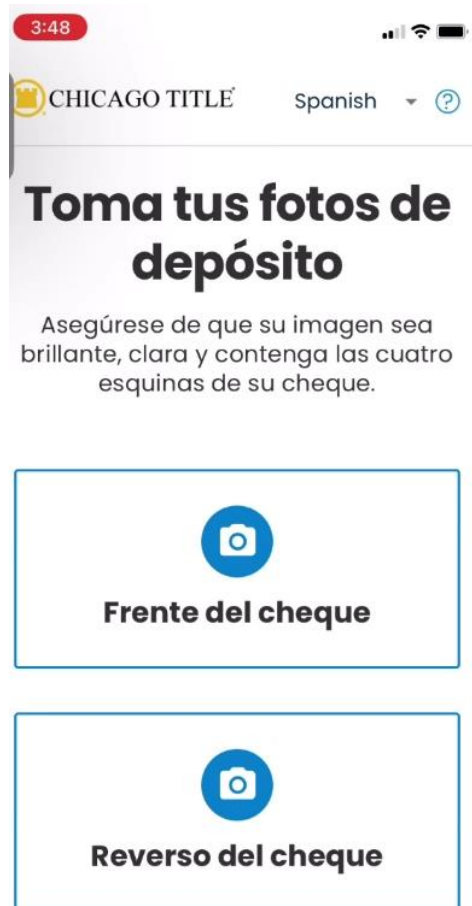 3:48
CHICAGO TITLE®
Spanish
?
Toma tus fotos de
depósito
Asegúrese de que su imagen sea
brillante, clara y contenga las cuatro
esquinas de su cheque.
Frente del cheque
Reverso del cheque